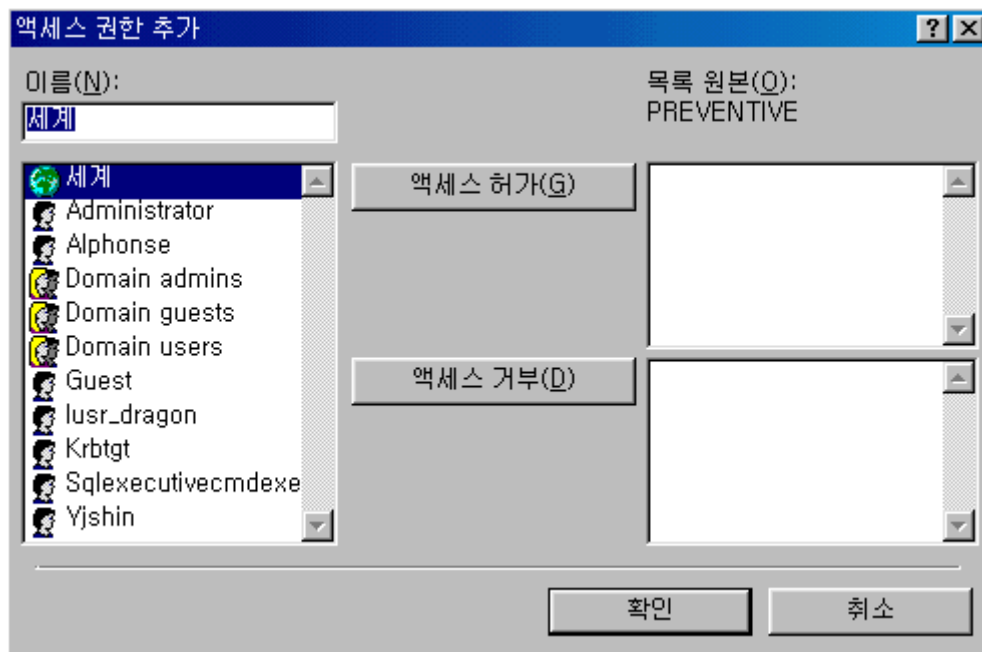 액세스 권한 추가
이름(N):
세계
목록 원본(O):
PREVENTIVE
세계
Administrator
Alphonse
Domain admins
Domain guests
Domain users
Guest
Iusr_dragon
Krbtgt
Sqlexecutivecmdexe
Yjshin
액세스 허가(G)
액세스 거부(D)
확인
취소